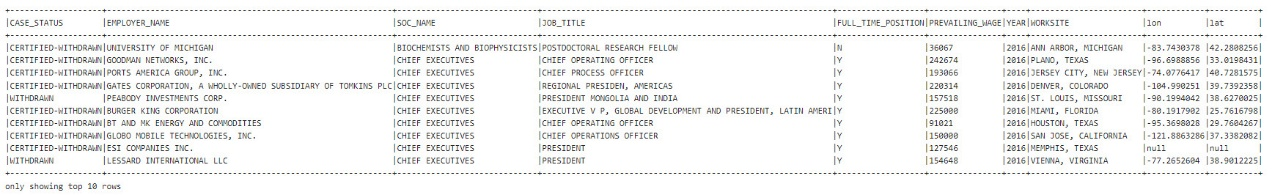 |CASE_STATUS|EMPLOYER_NAME|SOC_NAME|JOB_TITLE|FULL_TIME_POSITION|PREVAILING_WAGE|YEAR|WORKSITE|lon|lat|
|CERTIFIED-WITHDRAWN|UNIVERSITY OF MICHIGAN|BIOCHEMISTS AND BIOPHYSICISTS|POSTDOCTORAL RESEARCH FELLOW|N|36067|2016|ANN ARBOR, MICHIGAN|-83.7430378|42.2808256|
|CERTIFIED-WITHDRAWN|GOODMAN NETWORKS, INC.|CHIEF EXECUTIVES|CHIEF OPERATING OFFICER|Y|242674|2016|PLANO, TEXAS|-96.6988856|33.0198431|
|CERTIFIED-WITHDRAWN|PORTS AMERICA GROUP, INC.|CHIEF EXECUTIVES|CHIEF PROCESS OFFICER|Y|193066|2016|JERSEY CITY, NEW JERSEY|-74.0776417|40.7281575|
|CERTIFIED-WITHDRAWN|GATES CORPORATION, A WHOLLY-OWNED SUBSIDIARY OF TOMKINS PLC|CHIEF EXECUTIVES|REGIONAL PRESIDEN, AMERICAS|Y|220314|2016|DENVER, COLORADO|-104.990251|39.7392358|
|WITHDRAWN|PEABODY INVESTMENTS CORP.|CHIEF EXECUTIVES|PRESIDENT MONGOLIA AND INDIA|Y|157518|2016|ST. LOUIS, MISSOURI|-90.1994042|38.6270025|
|CERTIFIED-WITHDRAWN|BURGER KING CORPORATION|CHIEF EXECUTIVES|EXECUTIVE V P, GLOBAL DEVELOPMENT AND PRESIDENT, LATIN AMERI|Y|225000|2016|MIAMI, FLORIDA|-80.1917902|25.7616798|
|CERTIFIED-WITHDRAWN|BT AND MK ENERGY AND COMMODITIES|CHIEF EXECUTIVES|CHIEF OPERATING OFFICER|Y|91021|2016|HOUSTON, TEXAS|-95.3698028|29.7604267|
|CERTIFIED-WITHDRAWN|GLOBO MOBILE TECHNOLOGIES, INC.|CHIEF EXECUTIVES|CHIEF OPERATIONS OFFICER|Y|150000|2016|SAN JOSE, CALIFORNIA|-121.8863286|37.3382082|
|CERTIFIED-WITHDRAWN|ESI COMPANIES INC.|CHIEF EXECUTIVES|PRESIDENT|Y|127546|2016|MEMPHIS, TEXAS|null|null|
|WITHDRAWN|LESSARD INTERNATIONAL LLC|CHIEF EXECUTIVES|PRESIDENT|Y|154648|2016|VIENNA, VIRGINIA|-77.2652604|38.9012225|
only showing top 10 rows